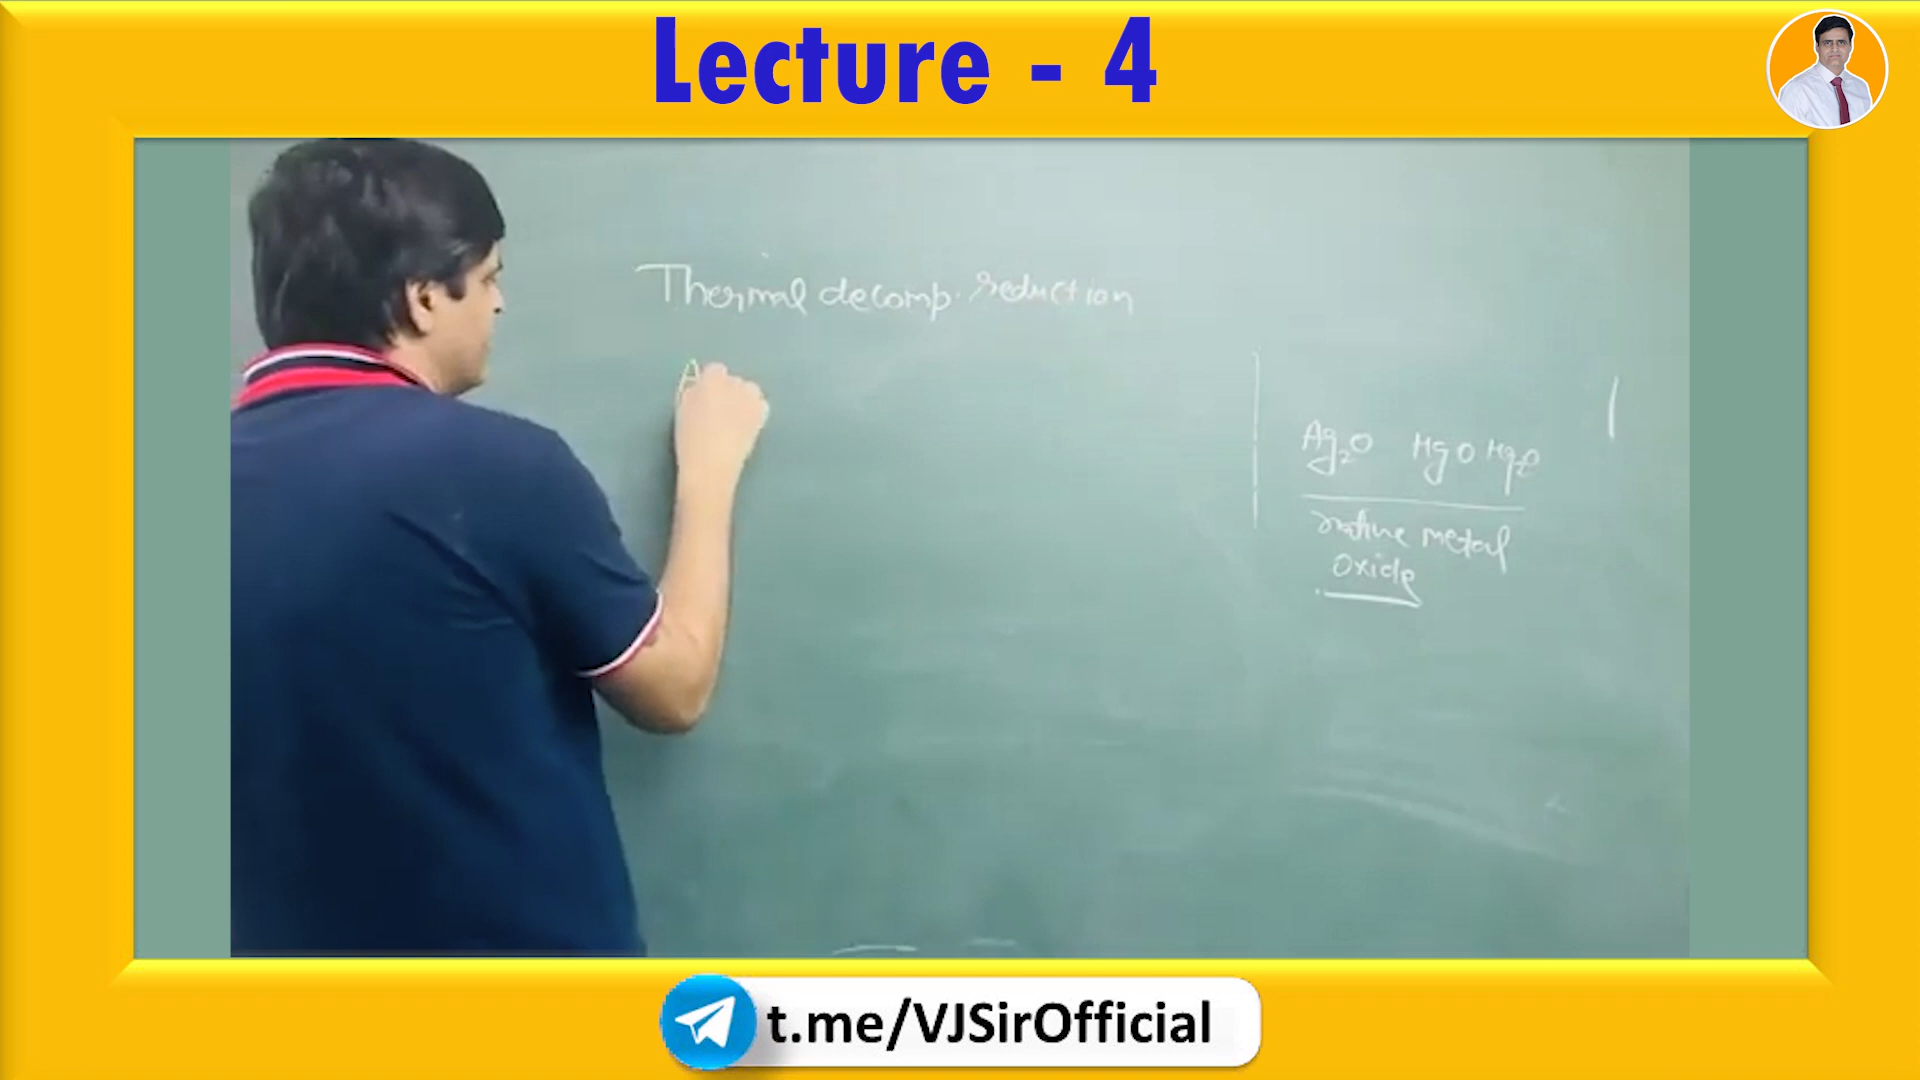 Lecture - 4
Thermal decomp. reduction
A
Ag₂O HgO Hg₂O
native metal
oxide
t.me/VJSirOfficial